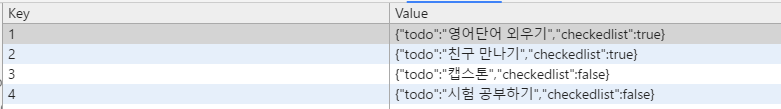 Key Value
1 {"todo":"영어단어 외우기","checkedlist":true}
2 {"todo":"친구 만나기","checkedlist":true}
3 {"todo":"캡스톤","checkedlist":false}
4 {"todo":"시험 공부하기","checkedlist":false}